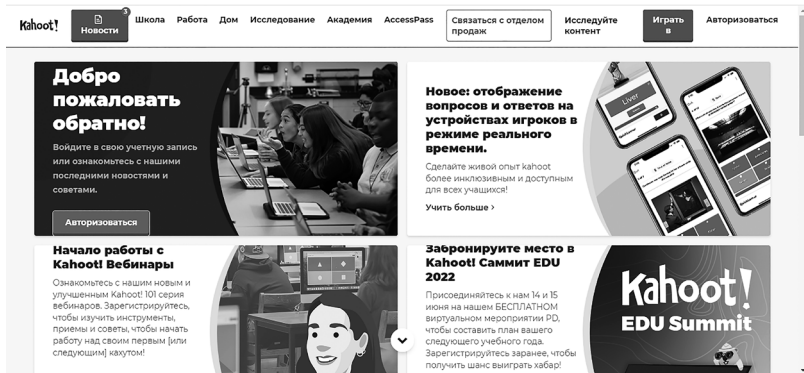 Kahoot!
3
Новости
Школа Работа Дом Исследование Академия AccessPass
Связаться с отделом
продаж
Исследуйте
контент
Играть
в
Авторизоваться
Добро
пожаловать
обратно!
Войдите в свою учетную запись
или ознакомьтесь с нашими
последними новостями и
советами.
Авторизоваться
Новое: отображение
вопросов и ответов на
устройствах игроков в
режиме реального
времени.
Сделайте живой опыт kahoot
более инклюзивным и доступным
для всех учащихся!
Учить больше ›
Liver
Начало работы с
Kahoot! Вебинары
Ознакомьтесь с нашим новым и
улучшенным Kahoot! 101 серия
вебинаров. Зарегистрируйтесь,
чтобы изучить инструменты,
приемы и советы, чтобы начать
работу над своим первым [или
следующим] кахутом!
Забронируйте место в
Kahoot! Саммит EDU
2022
Присоединяйтесь к нам 14 и 15
июня на нашем БЕСПЛАТНОМ
виртуальном мероприятии PD,
чтобы составить план вашего
следующего учебного года.
Зарегистрируйтесь заранее, чтобы
получить шанс выиграть хабар!
Kahoot!
EDU Summit